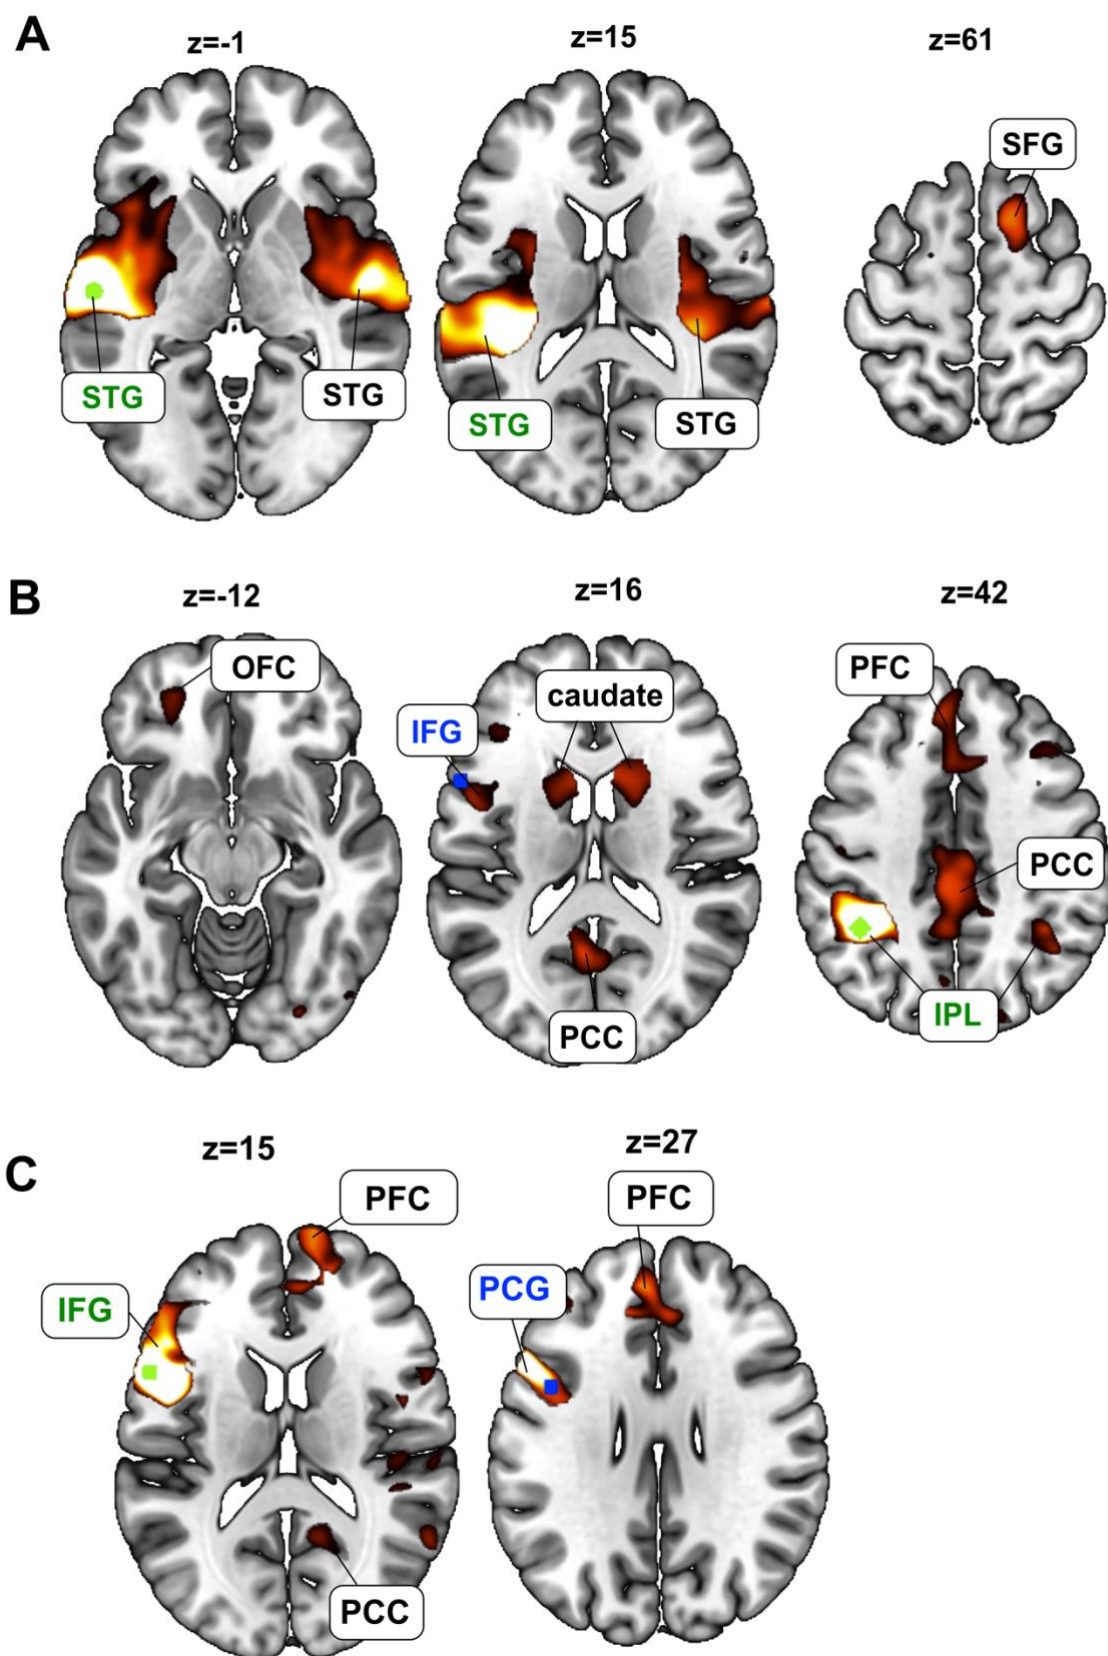 A
z=-1
z=15
z=61
SFG
STG
STG
STG
STG
B
z=-12
z=16
z=42
OFC
caudate
IFG
PFC
PCC
PCC
IPL
C
z=15
z=27
PFC
PFC
IFG
PCG
PCC